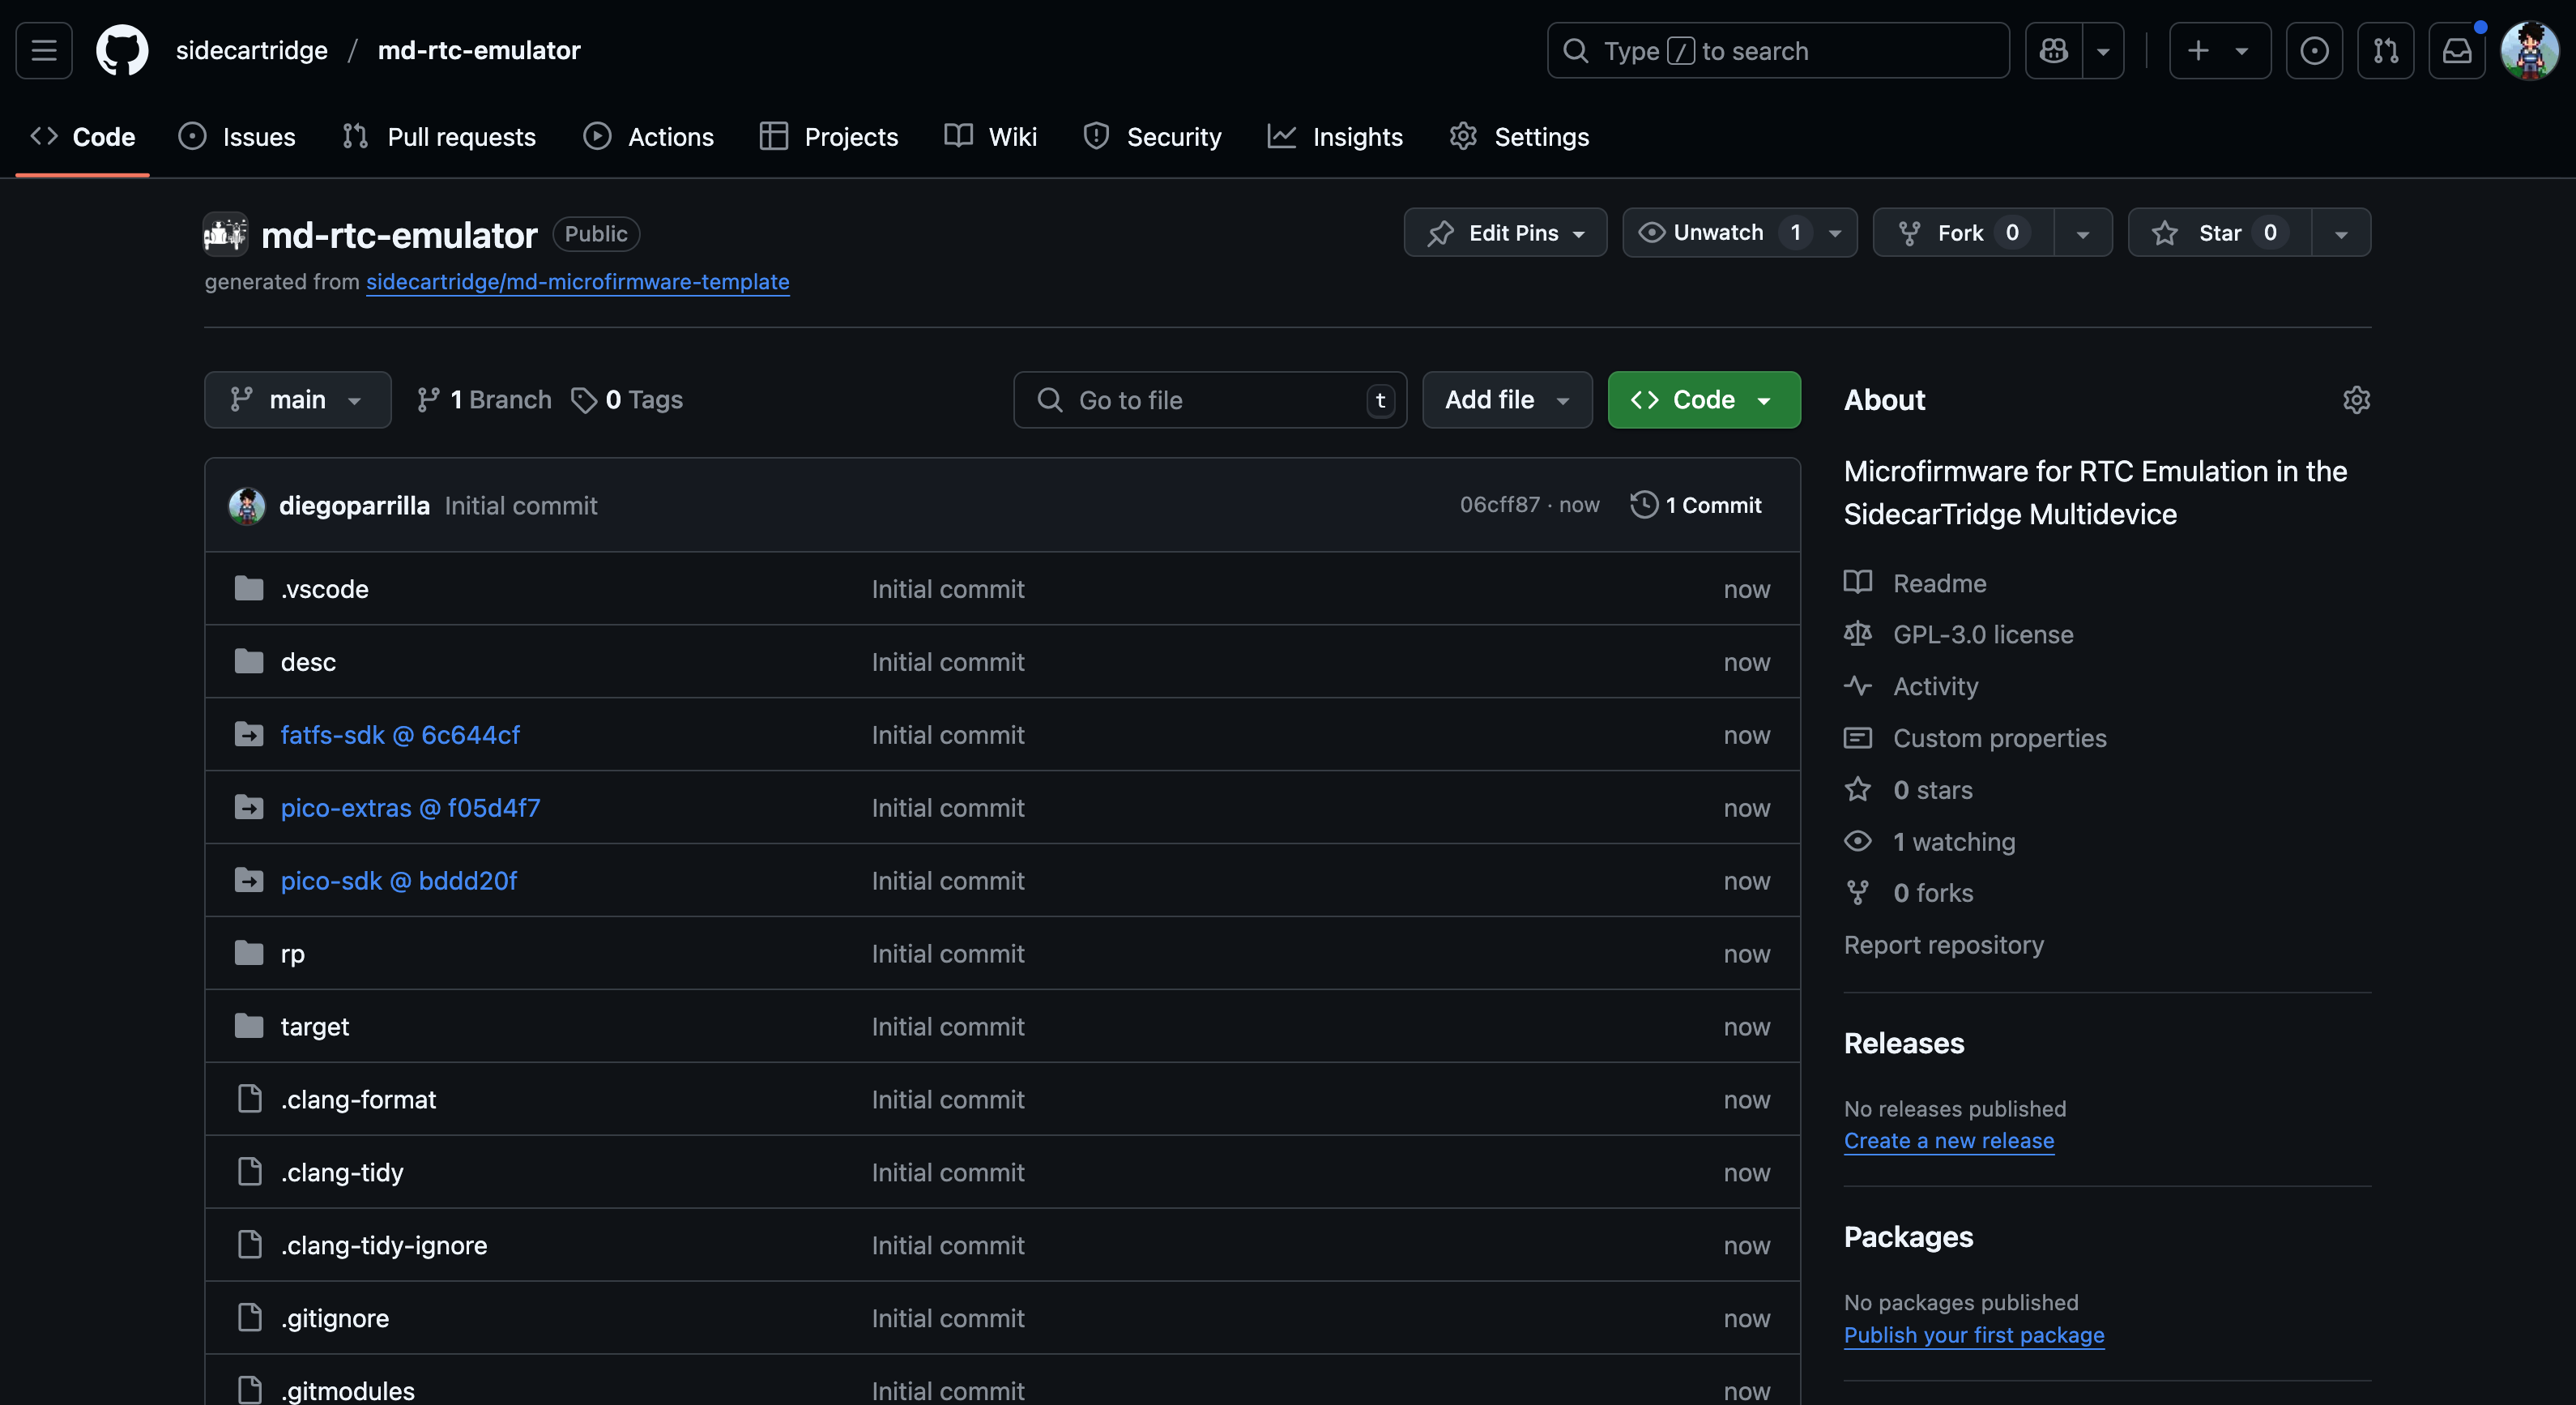 sidecartridge / md-rtc-emulator
Type / to search
Code
Issues
Pull requests
Actions
Projects
Wiki
Security
Insights
Settings
md-rtc-emulator Public
Edit Pins
Unwatch 1
Fork 0
Star 0
generated from sidecartridge/md-microfirmware-template
main
1 Branch
0 Tags
Go to file t
Add file
Code
diegoparrilla Initial commit 06cff87 · now 1 Commit
.vscode Initial commit now
desc Initial commit now
fatfs-sdk @ 6c644cf Initial commit now
pico-extras @ f05d4f7 Initial commit now
pico-sdk @ bddd20f Initial commit now
rp Initial commit now
target Initial commit now
.clang-format Initial commit now
.clang-tidy Initial commit now
.clang-tidy-ignore Initial commit now
.gitignore Initial commit now
.gitmodules Initial commit now
About
Microfirmware for RTC Emulation in the
SidecarTridge Multidevice
Readme
GPL-3.0 license
Activity
Custom properties
0 stars
1 watching
0 forks
Report repository
Releases
No releases published
Create a new release
Packages
No packages published
Publish your first package